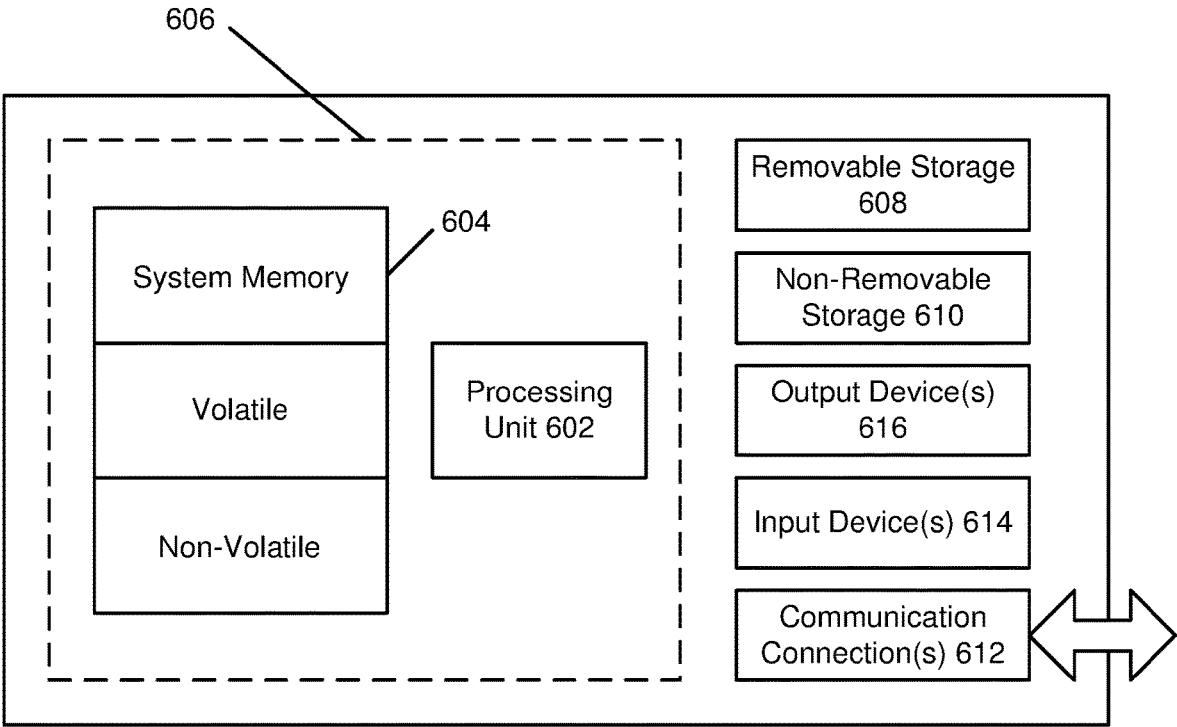 606
604
System Memory
Volatile
Non-Volatile
Processing
Unit 602
Removable Storage
608
Non-Removable
Storage 610
Output Device(s)
616
Input Device(s) 614
Communication
Connection(s) 612